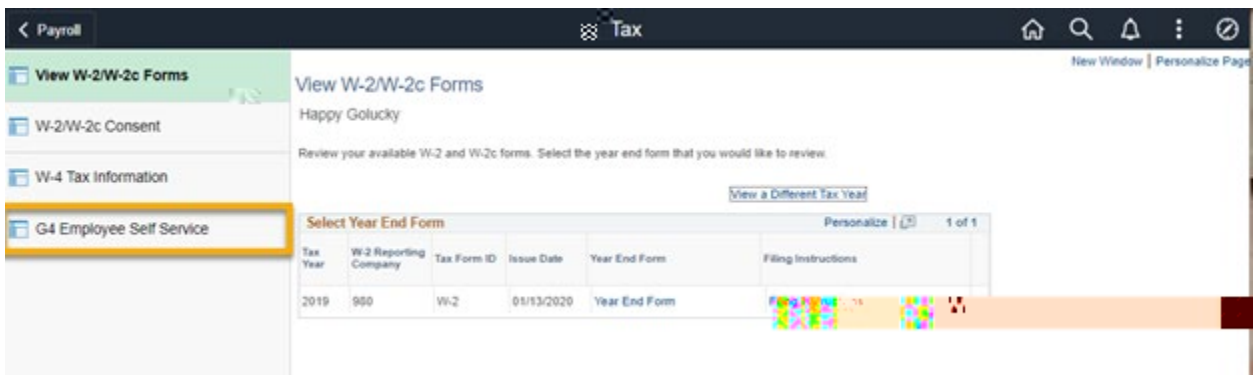 Payroll
Tax
New Window | Personalize Page
View W-2/W-2c Forms
W-2/W-2c Consent
W-4 Tax Information
G4 Employee Self Service
View W-2/W-2c Forms
Happy Golucky
Review your available W-2 and W-2c forms. Select the year end form that you would like to review.
View a Different Tax Year
Select Year End Form Personalize | 1 of 1
Tax Year W-2 Reporting Company Tax Form ID Issue Date Year End Form Filing Instructions
2019 980 W-2 01/13/2020 Year End Form